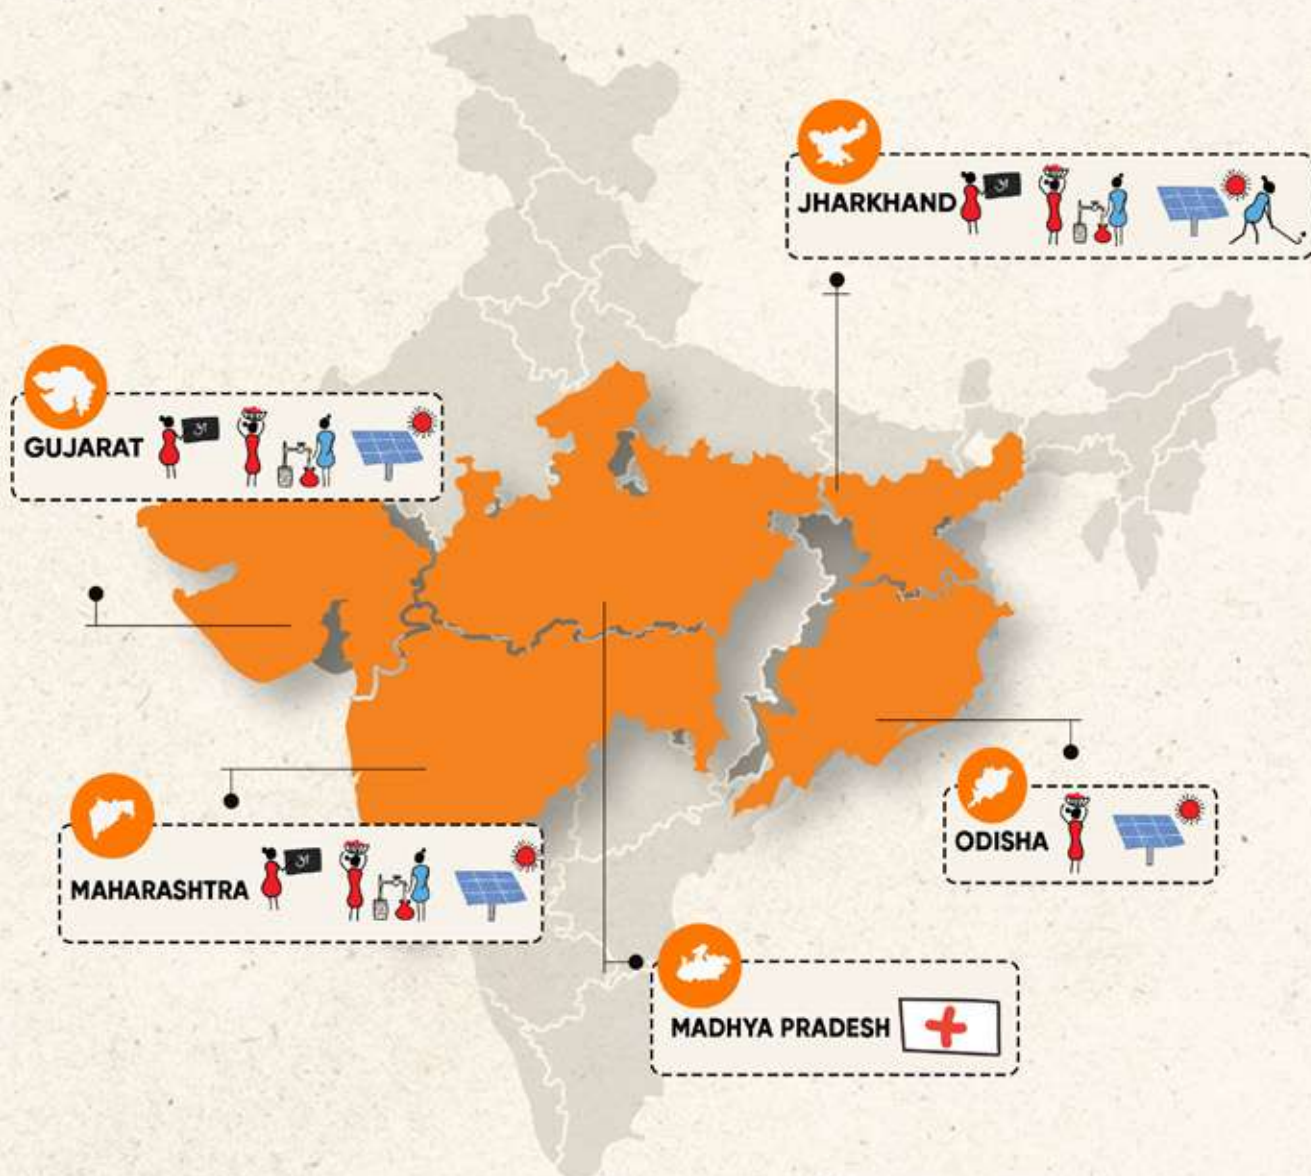 JHARKHAND
अ
GUJARAT
अ
MAHARASHTRA
अ
ODISHA
MADHYA PRADESH